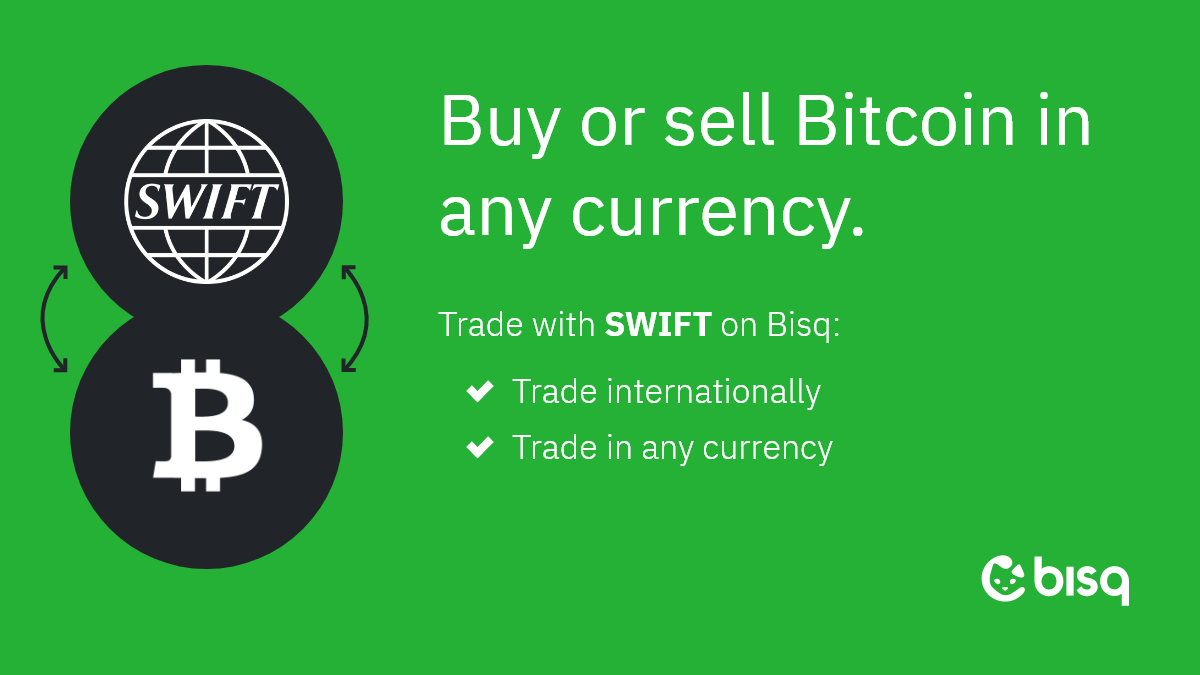 SWIFT
Buy or sell Bitcoin in
any currency.
Trade with SWIFT on Bisq:
Trade internationally
Trade in any currency
bisq